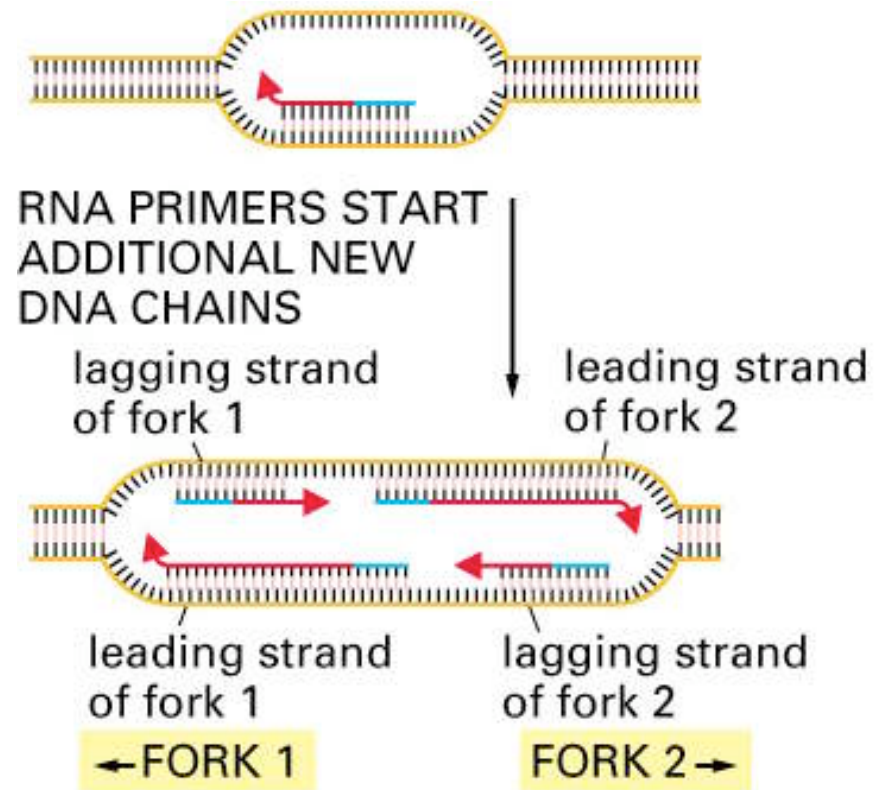 RNA PRIMERS START
ADDITIONAL NEW
DNA CHAINS
lagging strand
of fork 1
leading strand
of fork 2
leading strand
of fork 1
lagging strand
of fork 2
←FORK 1
FORK 2→